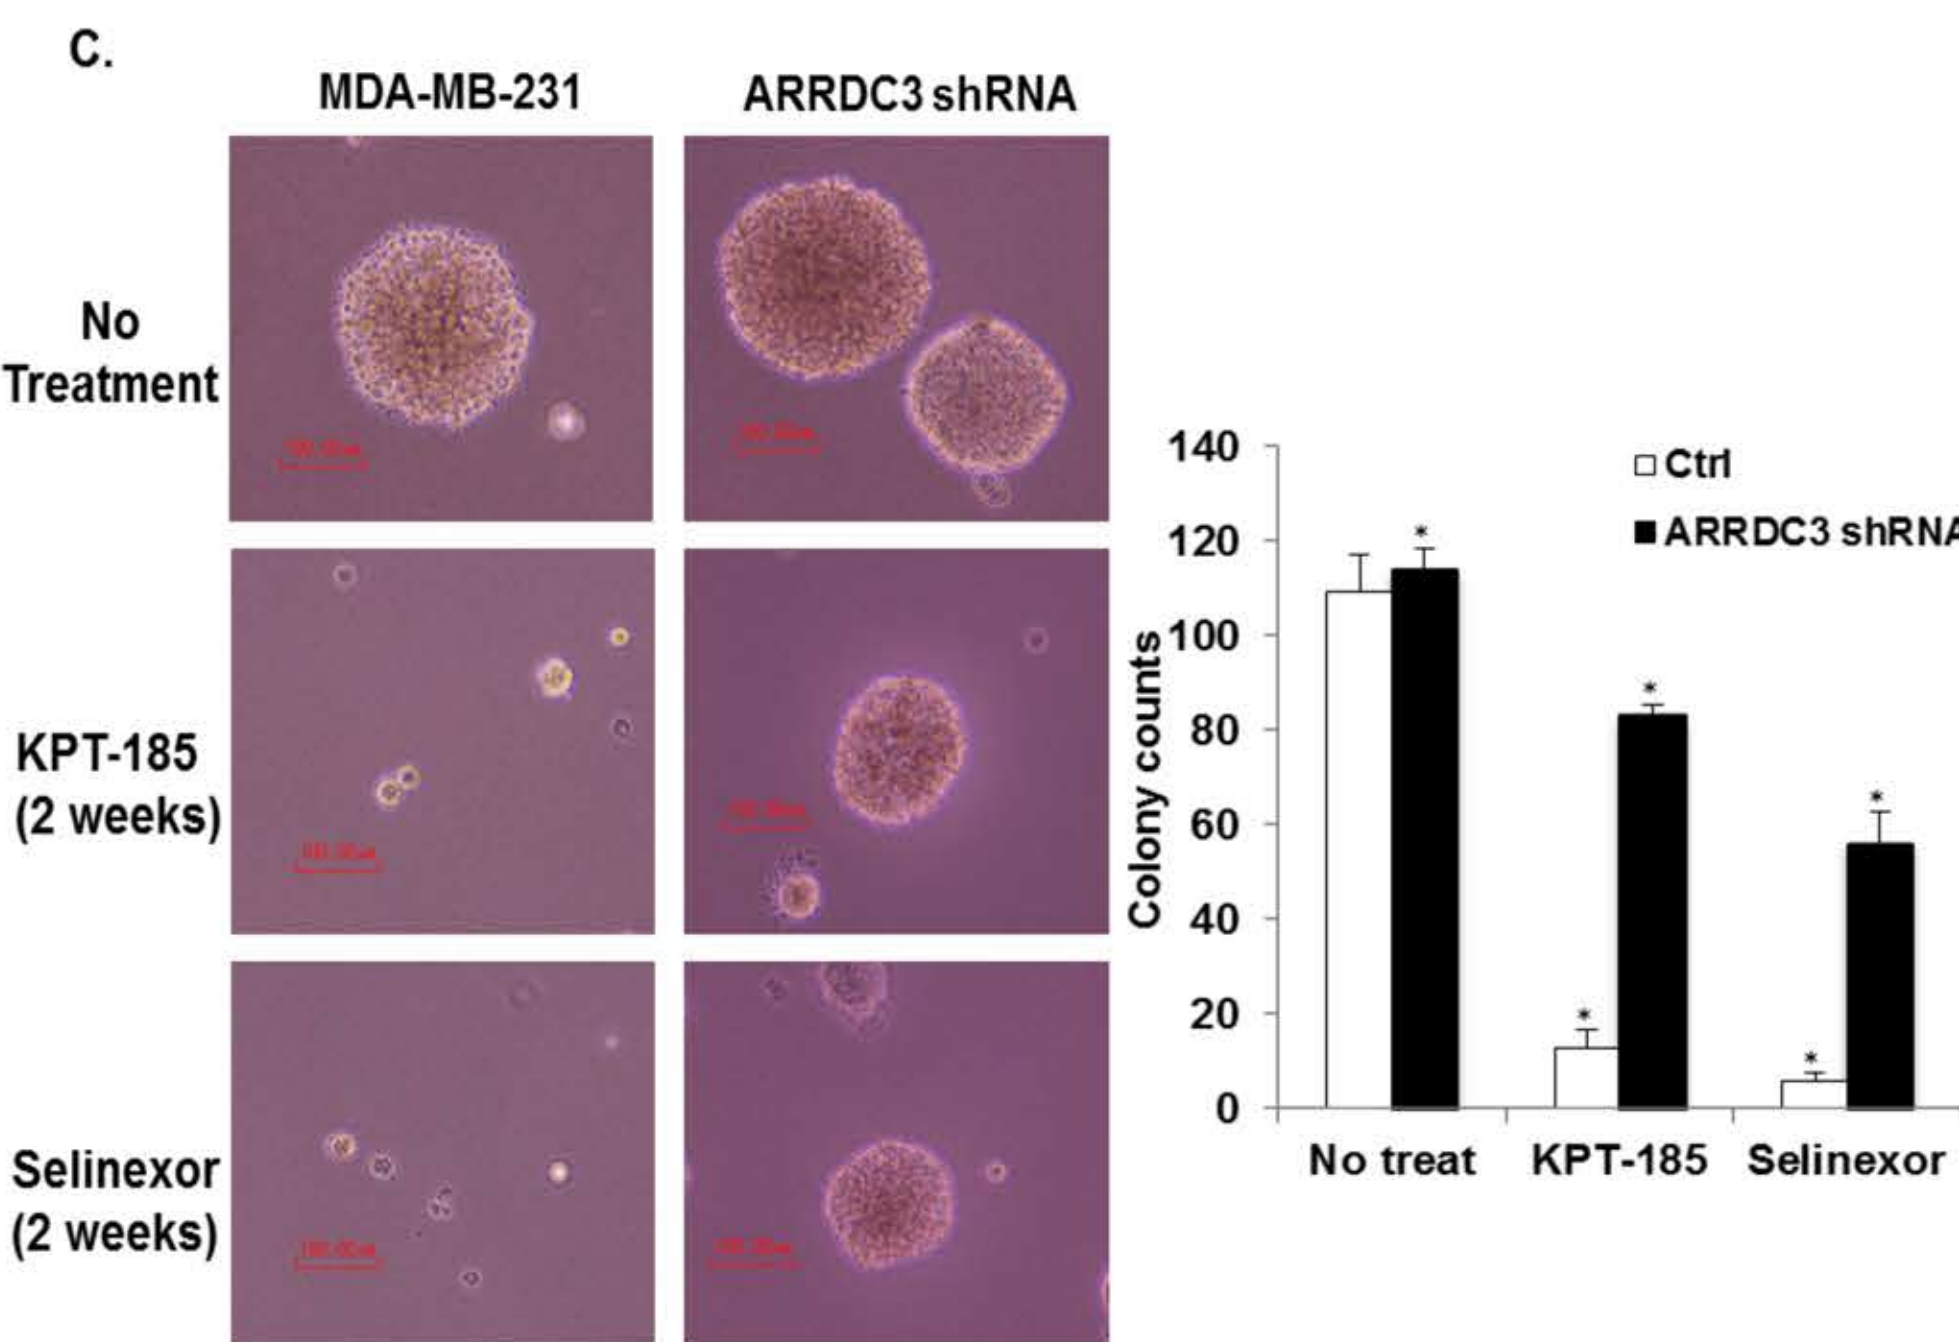 C.
MDA-MB-231
ARRDC3 shRNA
No
Treatment
KPT-185
(2 weeks)
Selinexor
(2 weeks)
Colony counts
140
120
100
80
60
40
20
0
Ctrl
ARRDC3 shRNA
*
*
*
*
*
No treat
KPT-185
Selinexor